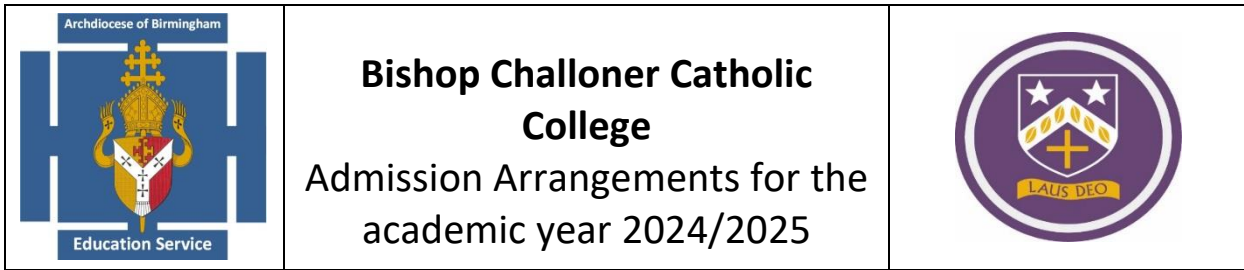 Archdiocese of Birmingham
Education Service
Bishop Challoner Catholic
College
Admission Arrangements for the
academic year 2024/2025
LAUS DEO